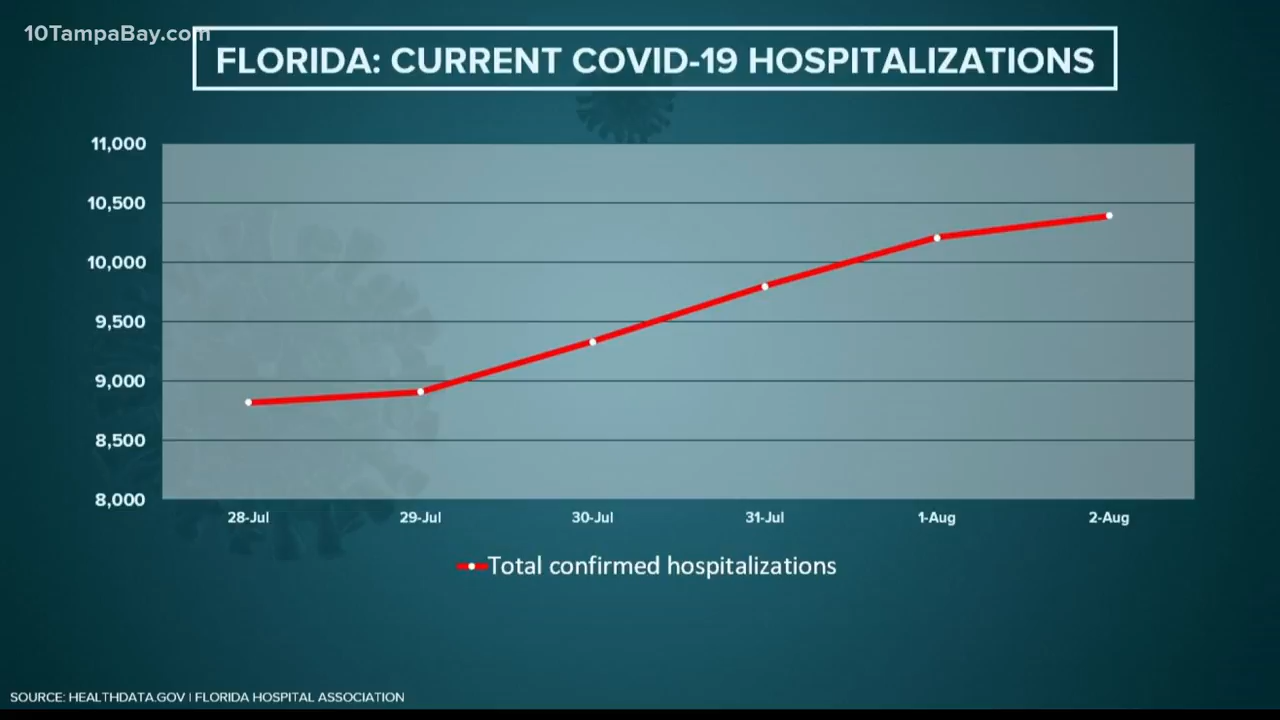 10TampaBay.com
FLORIDA: CURRENT COVID-19 HOSPITALIZATIONS
11,000
10,500
10,000
9,500
9,000
8,500
8,000
28-Jul 29-Jul 30-Jul 31-Jul 1-Aug 2-Aug
Total confirmed hospitalizations
SOURCE: HEALTHDATA.GOV | FLORIDA HOSPITAL ASSOCIATION